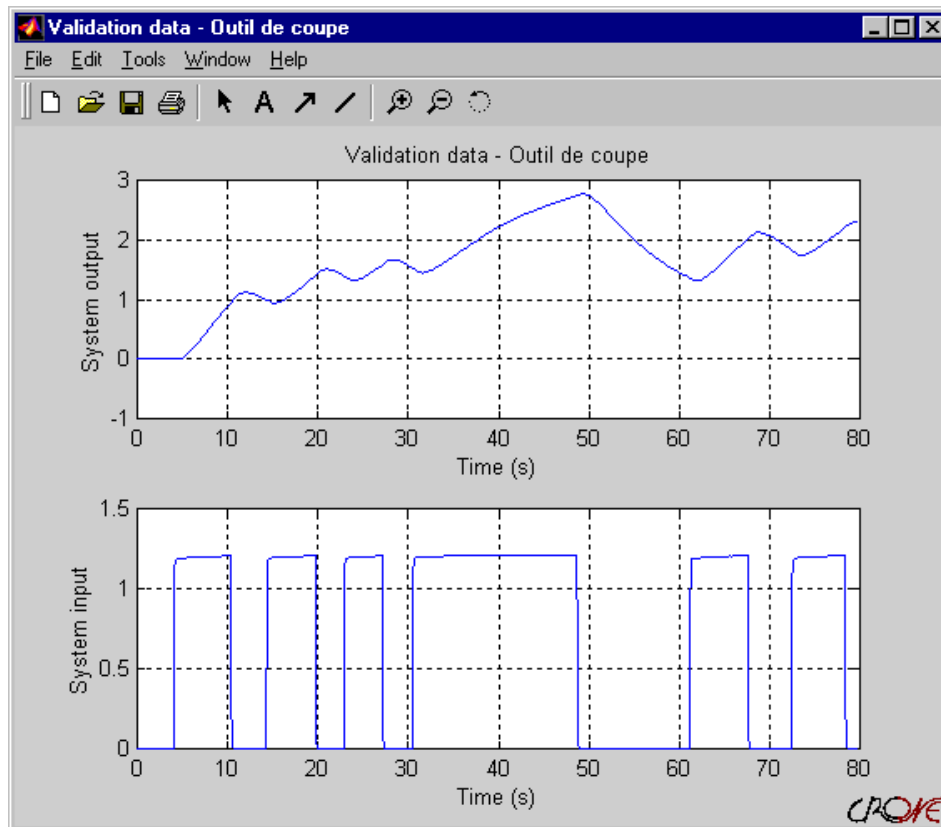 Validation data - Outil de coupe
File Edit Tools Window Help
A
Validation data - Outil de coupe
3
2
1
0
-1
System output
0 10 20 30 40 50 60 70 80
Time (s)
1.5
1
0.5
0
System input
0 10 20 30 40 50 60 70 80
Time (s)
CRONE